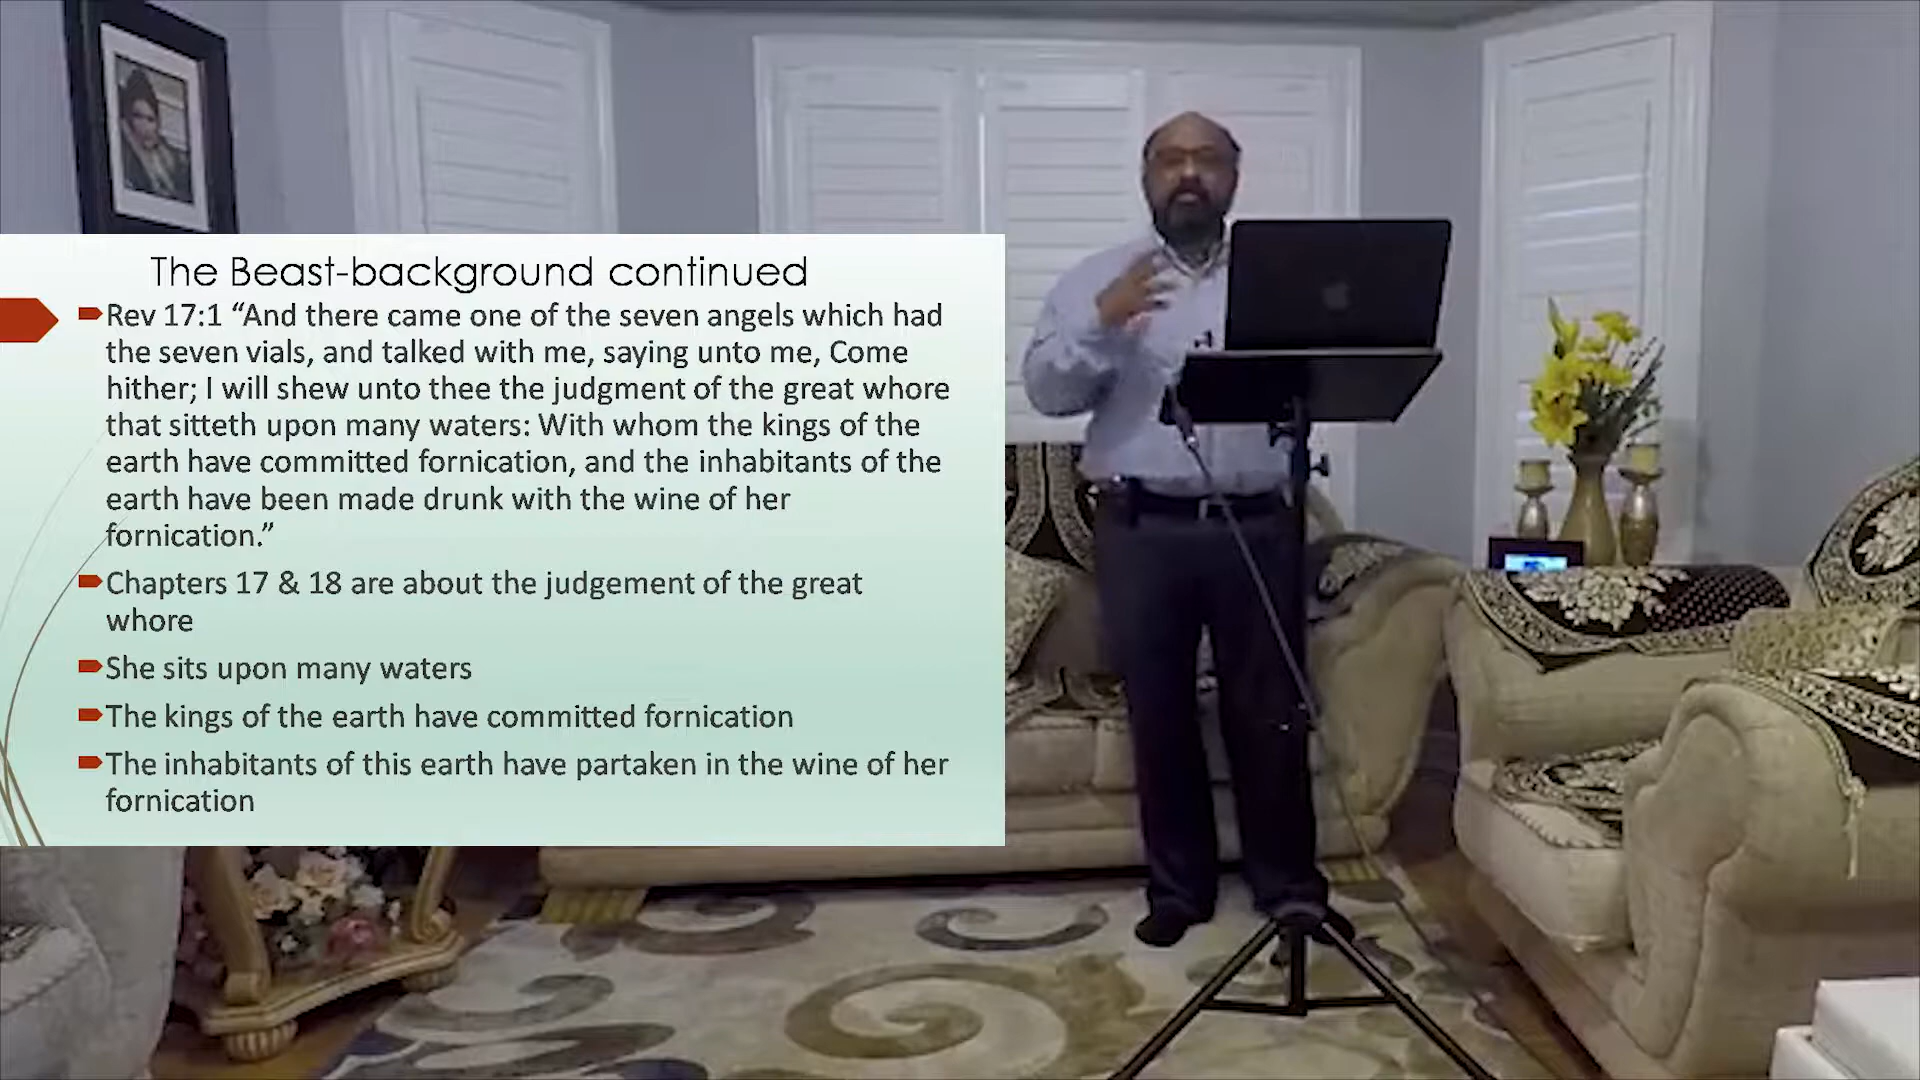 The Beast-background continued
Rev 17:1 “And there came one of the seven angels which had
the seven vials, and talked with me, saying unto me, Come
hither; I will shew unto thee the judgment of the great whore
that sitteth upon many waters: With whom the kings of the
earth have committed fornication, and the inhabitants of the
earth have been made drunk with the wine of her
fornication.”
Chapters 17 & 18 are about the judgement of the great
whore
She sits upon many waters
The kings of the earth have committed fornication
The inhabitants of this earth have partaken in the wine of her
fornication